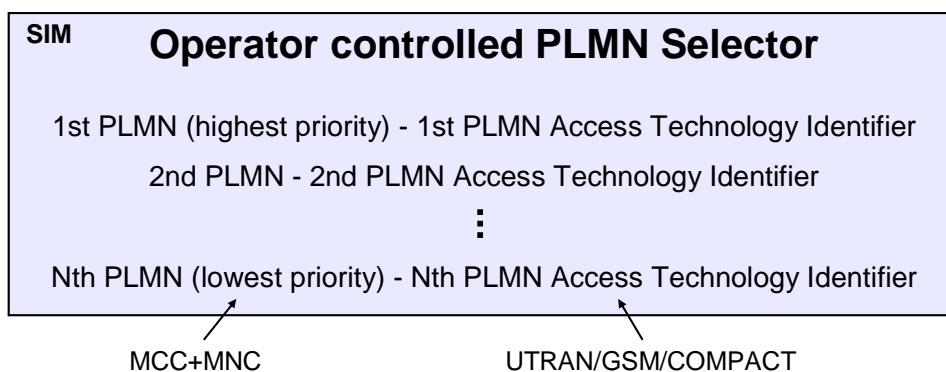 SIM
Operator controlled PLMN Selector
1st PLMN (highest priority) - 1st PLMN Access Technology Identifier
2nd PLMN - 2nd PLMN Access Technology Identifier
⋮
Nth PLMN (lowest priority) - Nth PLMN Access Technology Identifier
MCC+MNC
UTRAN/GSM/COMPACT